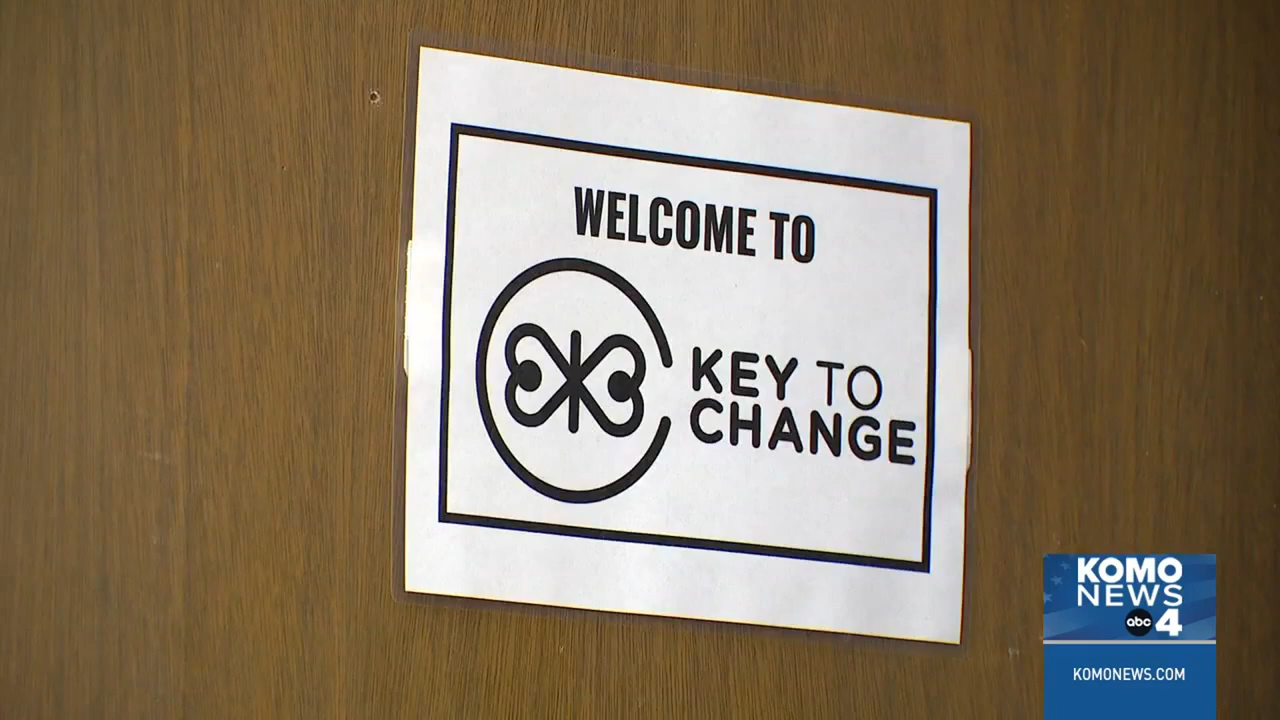 WELCOME TO
KEY TO
CHANGE
KOMO
NEWS
abc 4
KOMONEWS.COM